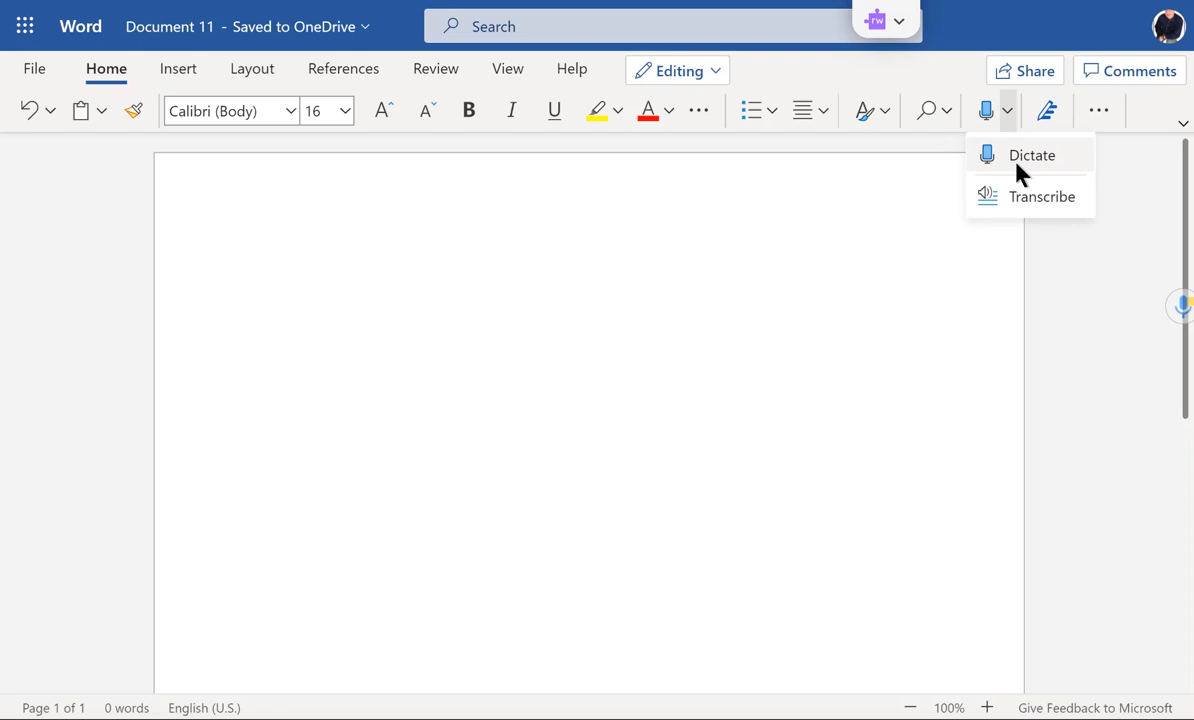 Word Document 11 - Saved to OneDrive Search rw
File Home Insert Layout References Review View Help Editing Share Comments
Calibri (Body) 16 A A B I U A
Dictate
Transcribe
Page 1 of 1 0 words English (U.S.) 100% Give Feedback to Microsoft